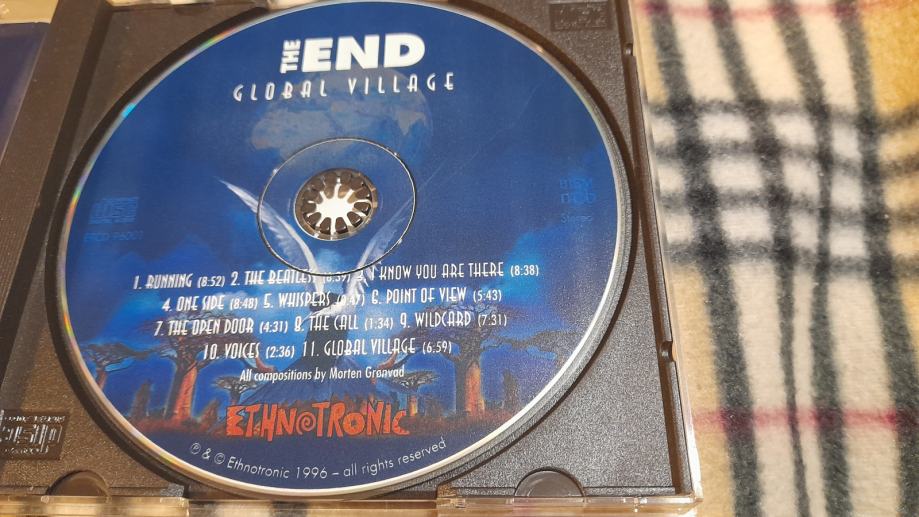 THE END
GLOBAL VILLAGE
Stereo
1. RUNNING (8:52) 2. THE BEATLESS 3. I KNOW YOU ARE THERE (8:38)
4. ONE SIDE (8:48) 5. WHISPERS 6. POINT OF VIEW (5:43)
7. THE OPEN DOOR (4:31) 8. THE CALL (1:34) 9. WILDCARD (7:31)
10. VOICES (2:36) 11. GLOBAL VILLAGE (6:59)
All compositions by Morten Grønvad
ETHNOTRONIC
℗ & © Ethnotronic 1996 – all rights reserved